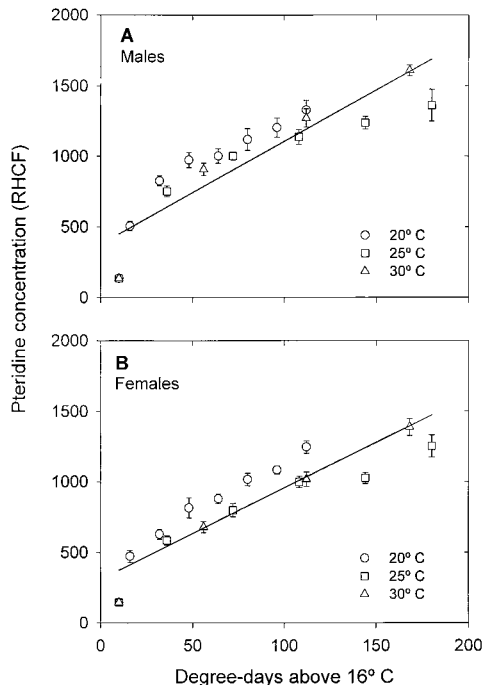 Pteridine concentration (RHCF)
2000
A
Males
1500
1000
500
0
20º C
25º C
30º C
2000
B
Females
1500
1000
500
0
20º C
25º C
30º C
0 50 100 150 200
Degree-days above 16º C